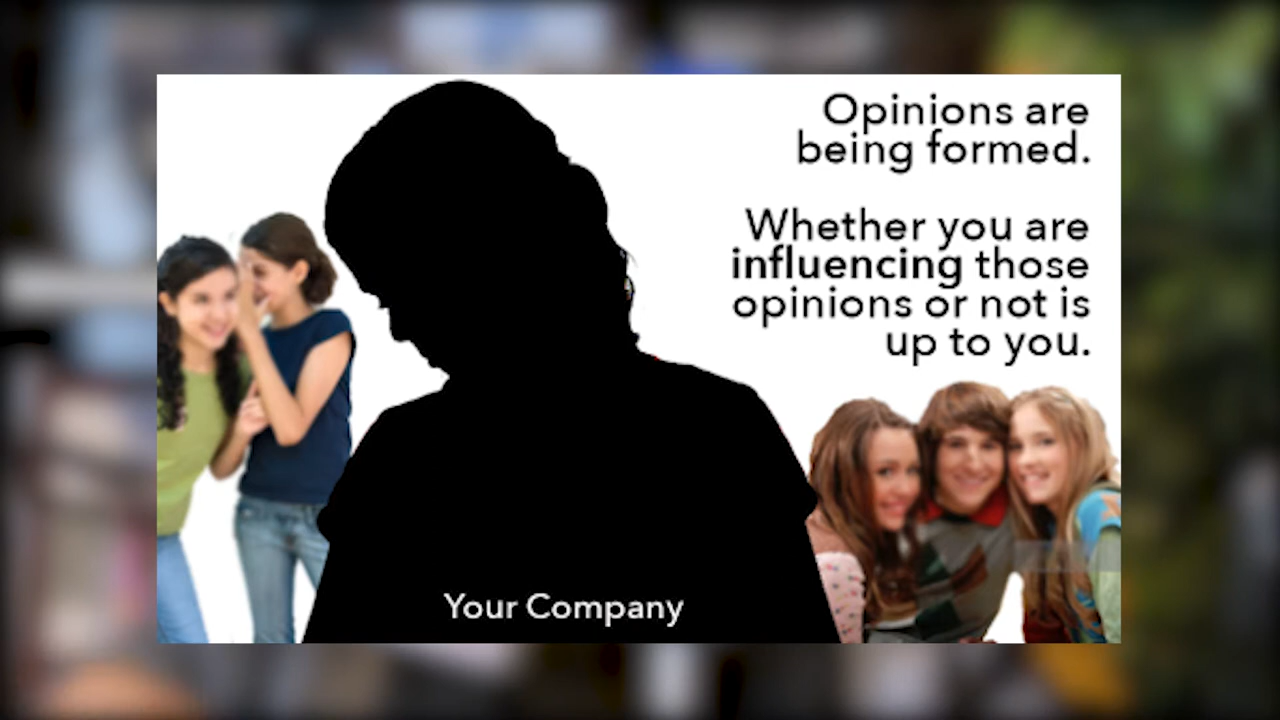 Opinions are
being formed.
Whether you are
influencing those
opinions or not is
up to you.
Your Company